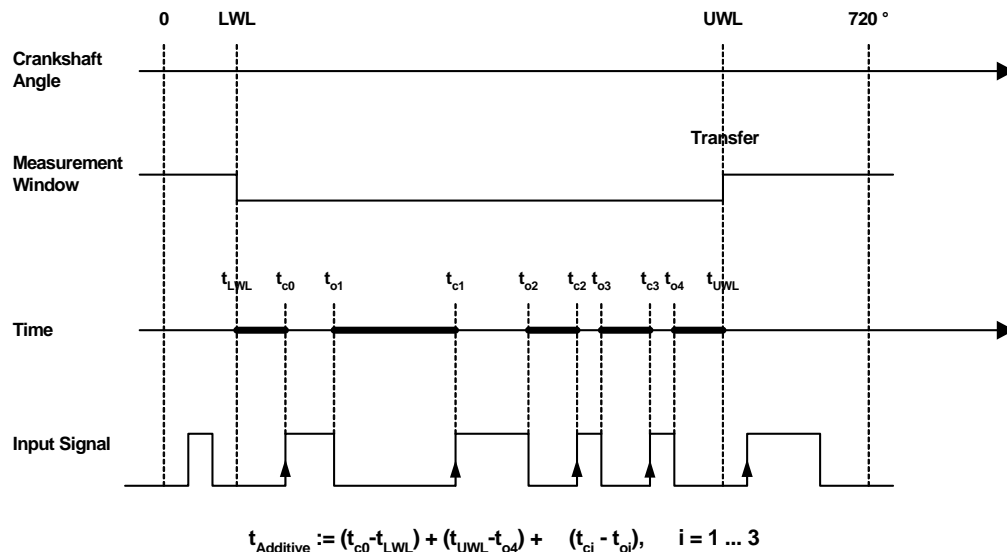 0 LWL UWL 720 °
Crankshaft
Angle
Transfer
Measurement
Window
tLWL tc0 to1 tc1 to2 tc2 to3 tc3 to4 tUWL
Time
Input Signal
tAdditive := (tc0-tLWL) + (tUWL-to4) + (tci - toi), i = 1 ... 3